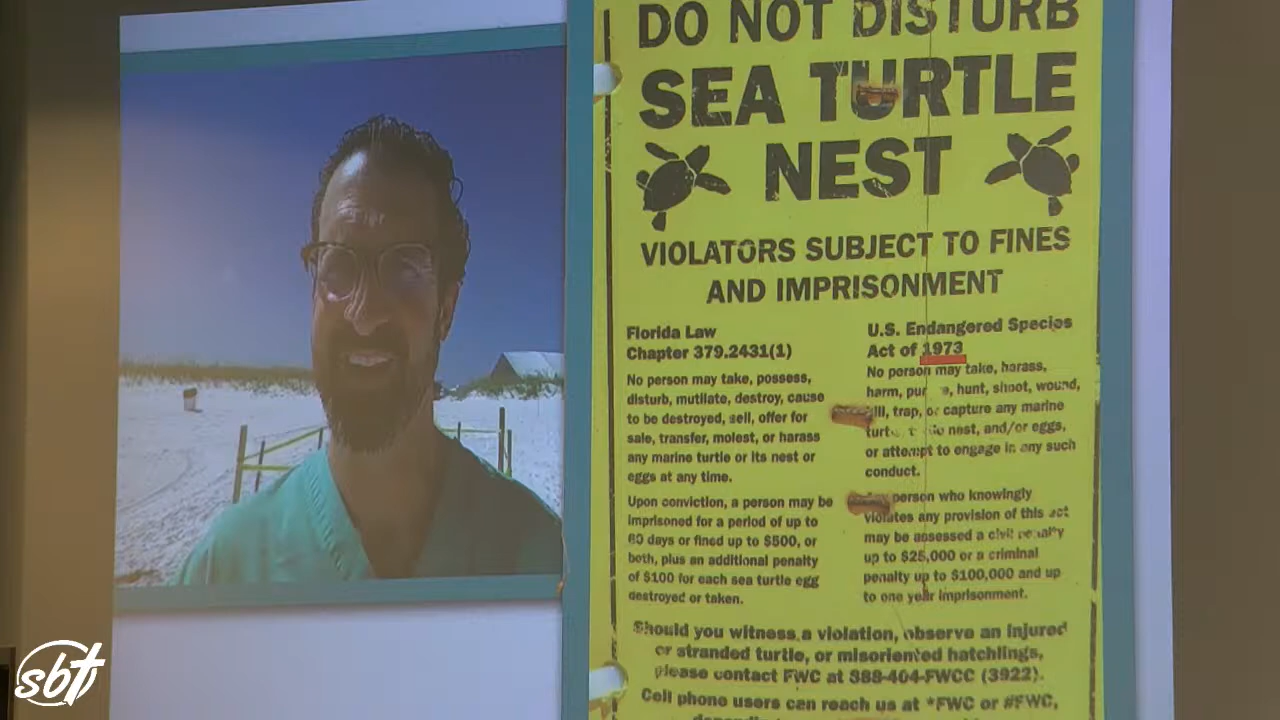 DO NOT DISTURB
SEA TURTLE
NEST
VIOLATORS SUBJECT TO FINES
AND IMPRISONMENT
Florida Law
Chapter 379.2431(1)
No person may take, possess,
disturb, mutilate, destroy, cause
to be destroyed, sell, offer for
sale, transfer, molest, or harass
any marine turtle or its nest or
eggs at any time.
Upon conviction, a person may be
imprisoned for a period of up to
60 days or fined up to $500, or
both, plus an additional penalty
of $100 for each sea turtle egg
destroyed or taken.
U.S. Endangered Species
Act of 1973
No person may take, harass,
harm, hunt, shoot, wound,
kill, trap, or capture any marine
nest, and/or eggs,
or attempt to engage in any such
conduct.
person who knowingly
violates any provision of this act
may be assessed a civil penalty
up to $25,000 or a criminal
penalty up to $100,000 and up
to one year imprisonment.
Should you witness a violation, observe an injured
or stranded turtle, or misoriented hatchlings,
please contact FWC at 888-404-FWCC (3922).
Cell phone users can reach us at *FWC or #FWC,
sbt